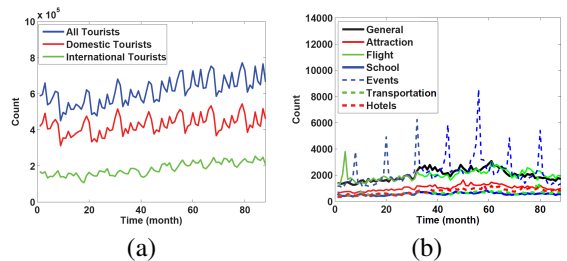 x 10⁵
10
8
6
4
2
0
Count
0 20 40 60 80
Time (month)
All Tourists
Domestic Tourists
International Tourists
(a)
14000
12000
10000
8000
6000
4000
2000
0
Count
0 20 40 60 80
Time (month)
General
Attraction
Flight
School
Events
Transportation
Hotels
(b)